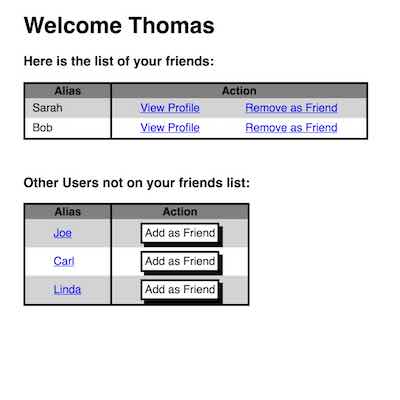 Welcome Thomas
Here is the list of your friends:
Alias Action
Sarah View Profile Remove as Friend
Bob View Profile Remove as Friend
Other Users not on your friends list:
Alias Action
Joe Add as Friend
Carl Add as Friend
Linda Add as Friend